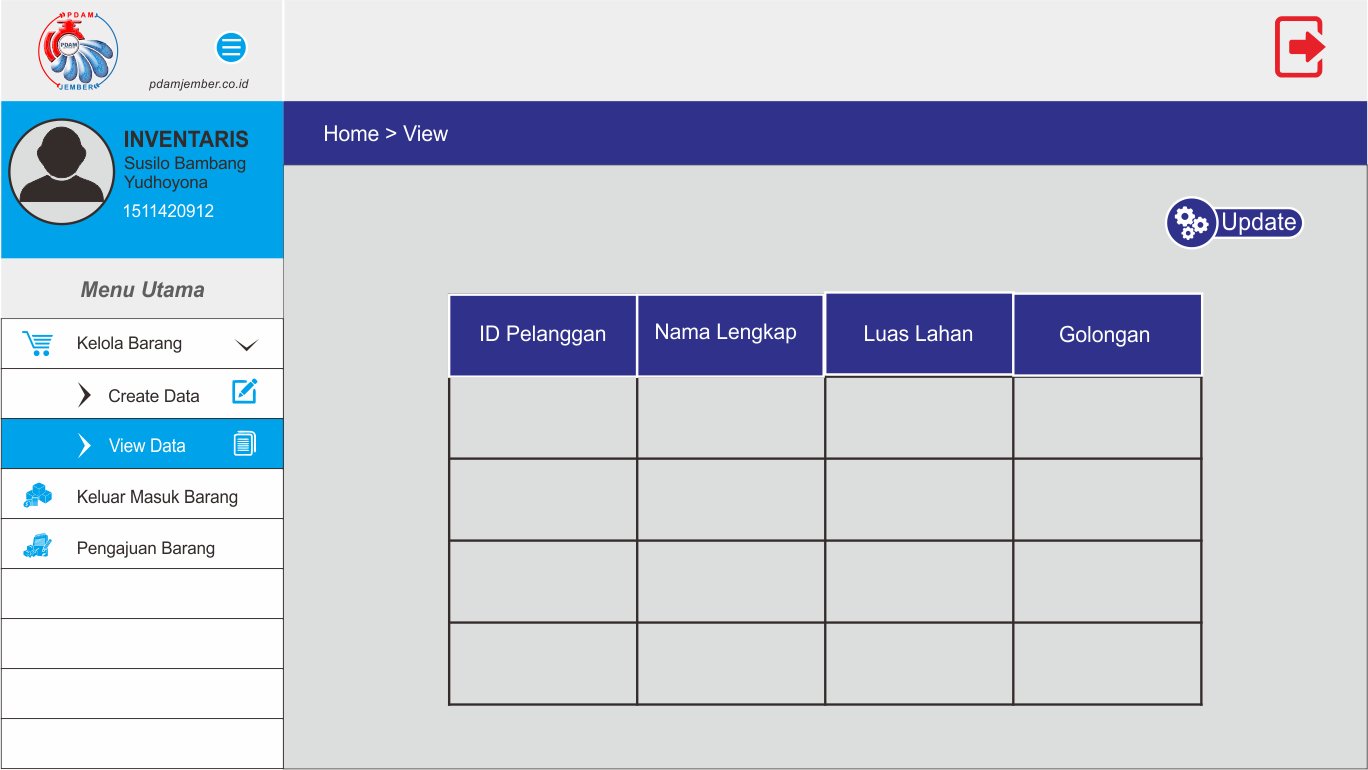 PDAM
PDAM
JEMBER
pdamjember.co.id
INVENTARIS
Susilo Bambang
Yudhoyona
1511420912
Menu Utama
Kelola Barang
Create Data
View Data
Keluar Masuk Barang
Pengajuan Barang
Home > View
Update
ID Pelanggan
Nama Lengkap
Luas Lahan
Golongan